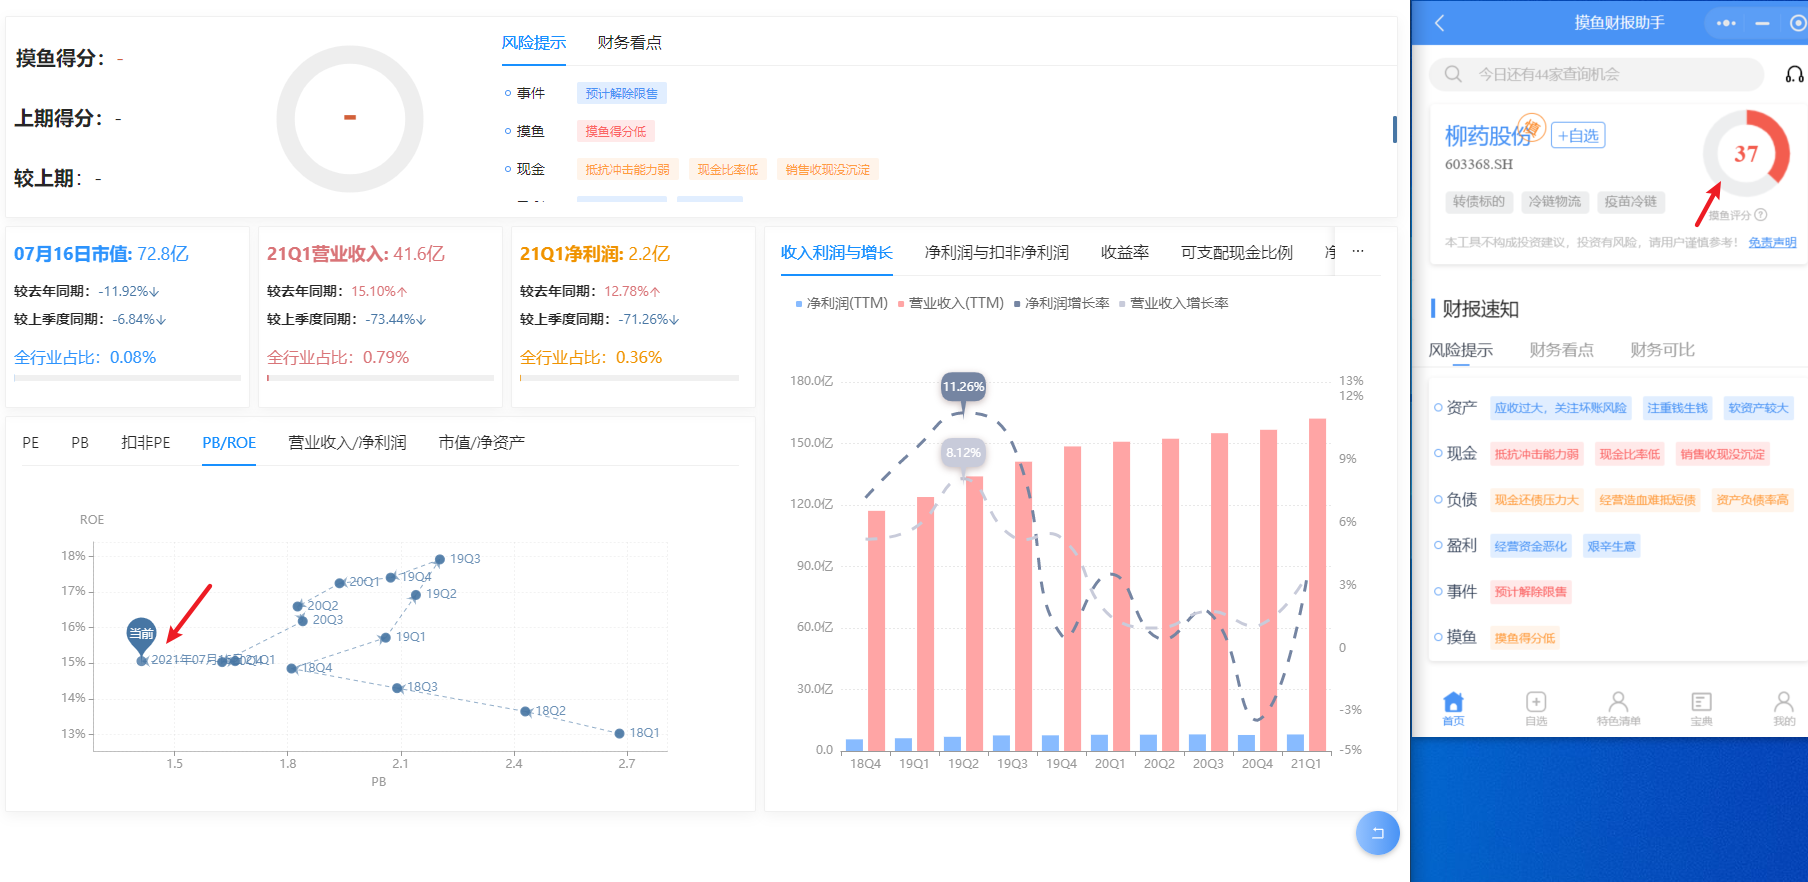 摸鱼得分： -
上期得分： -
较上期： -
-
风险提示 财务看点
事件 预计解除限售
摸鱼 摸鱼得分低
现金 抵抗冲击能力弱 现金比率低 销售收现没沉淀
07月16日市值: 72.8亿
较去年同期： -11.92%↓
较上季度同期： -6.84%↓
全行业占比： 0.08%
21Q1营业收入: 41.6亿
较去年同期： 15.10%↑
较上季度同期： -73.44%↓
全行业占比： 0.79%
21Q1净利润: 2.2亿
较去年同期： 12.78%↑
较上季度同期： -71.26%↓
全行业占比： 0.36%
PE PB 扣非PE PB/ROE 营业收入/净利润 市值/净资产
ROE
18%
17%
16%
15%
14%
13%
1.5 1.8 2.1 2.4 2.7
PB
19Q3
19Q4
20Q1
19Q2
20Q2
20Q3
19Q1
当前
21Q1
18Q4
18Q3
18Q2
18Q1
收入利润与增长 净利润与扣非净利润 收益率 可支配现金比例 ···
净利润(TTM) 营业收入(TTM) 净利润增长率 营业收入增长率
180.0亿
150.0亿
120.0亿
90.0亿
60.0亿
30.0亿
0.0
11.26%
8.12%
13%
12%
9%
6%
3%
0
-3%
-5%
18Q4 19Q1 19Q2 19Q3 19Q4 20Q1 20Q2 20Q3 20Q4 21Q1
摸鱼财报助手
今日还有44家查询机会
柳药股份 +自选
603368.SH
转债标的 冷链物流 疫苗冷链
37
摸鱼评分 ?
本工具不构成投资建议，投资有风险，请用户谨慎参考！ 免责声明
财报速知
风险提示 财务看点 财务可比
资产 应收过大，关注坏账风险 注重钱生钱 软资产较大
现金 抵抗冲击能力弱 现金比率低 销售收现没沉淀
负债 现金还债压力大 经营造血难抵短债 资产负债率高
盈利 经营资金恶化 艰辛生意
事件 预计解除限售
摸鱼 摸鱼得分低
首页 自选 特色清单 宝典 我的